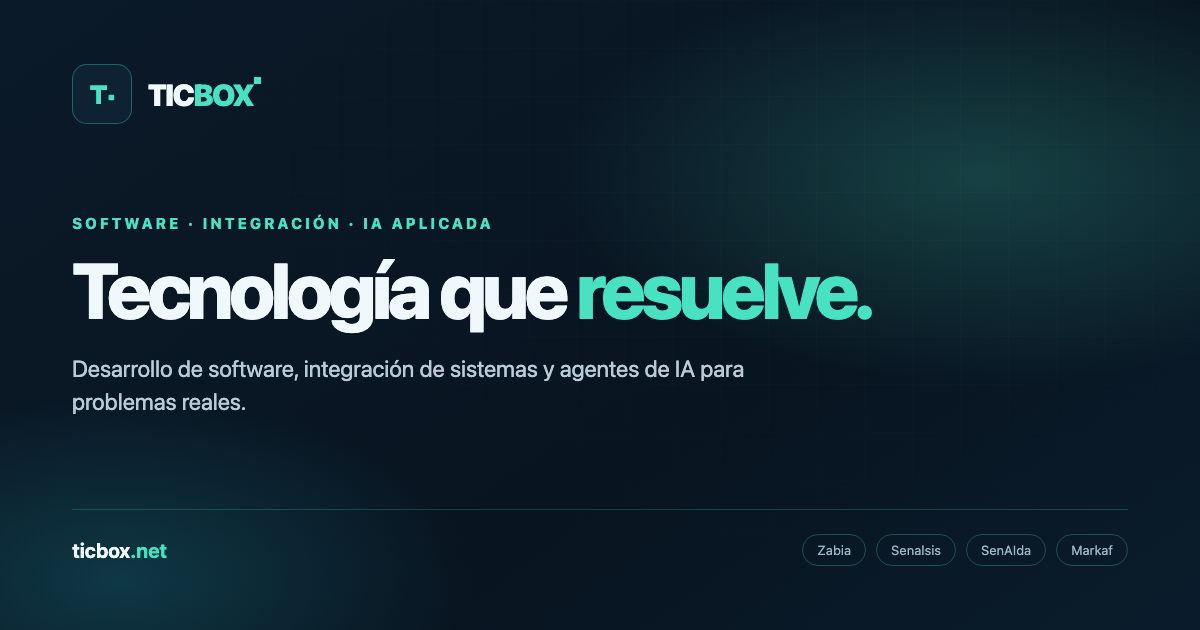 T.
TICBOX
SOFTWARE · INTEGRACIÓN · IA APLICADA
Tecnología que resuelve.
Desarrollo de software, integración de sistemas y agentes de IA para
problemas reales.
ticbox.net
Zabia
Senalsis
SenAlda
Markaf